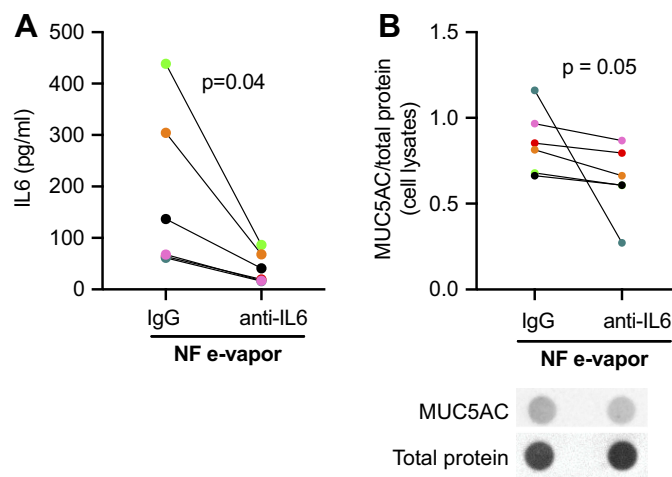 A
IL6 (pg/ml)
500
400
300
200
100
0
p=0.04
IgG
anti-IL6
NF e-vapor
B
MUC5AC/total protein
(cell lysates)
1.5
1.0
0.5
0.0
p = 0.05
IgG
anti-IL6
NF e-vapor
MUC5AC
Total protein